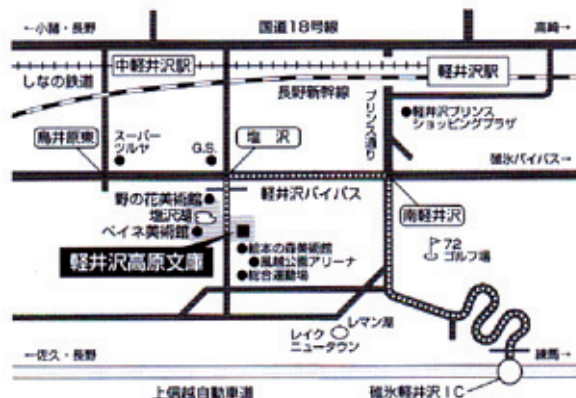 ←小諸・長野
国道18号線
高崎→
中軽井沢駅
軽井沢駅
しなの鉄道
長野新幹線
プリンス通り
軽井沢プリンス
ショッピングプラザ
鳥井原東
スーパー
ツルヤ
G.S.
塩沢
碓氷バイパス→
野の花美術館
軽井沢バイパス
塩沢湖
南軽井沢
ペイネ美術館
軽井沢高原文庫
絵本の森美術館
風越公園アリーナ
総合運動場
72
ゴルフ場
レマン湖
レイク
ニュータウン
←佐久・長野
練馬→
上信越自動車道
碓氷軽井沢IC